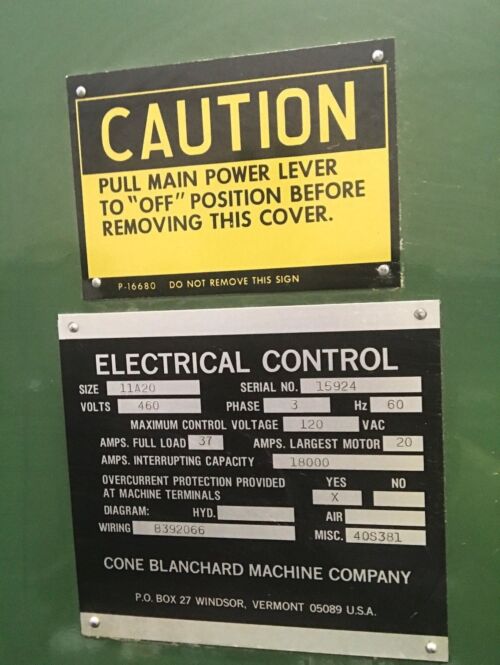 CAUTION
PULL MAIN POWER LEVER
TO "OFF" POSITION BEFORE
REMOVING THIS COVER.
P-16680 DO NOT REMOVE THIS SIGN
ELECTRICAL CONTROL
SIZE 11A20 SERIAL NO. 15924
VOLTS 460 PHASE 3 Hz 60
MAXIMUM CONTROL VOLTAGE 120 VAC
AMPS. FULL LOAD 37 AMPS. LARGEST MOTOR 20
AMPS. INTERRUPTING CAPACITY 18000
OVERCURRENT PROTECTION PROVIDED YES NO
AT MACHINE TERMINALS X
DIAGRAM: HYD. AIR
WIRING B392066 MISC. 40S381
CONE BLANCHARD MACHINE COMPANY
P.O. BOX 27 WINDSOR, VERMONT 05089 U.S.A.